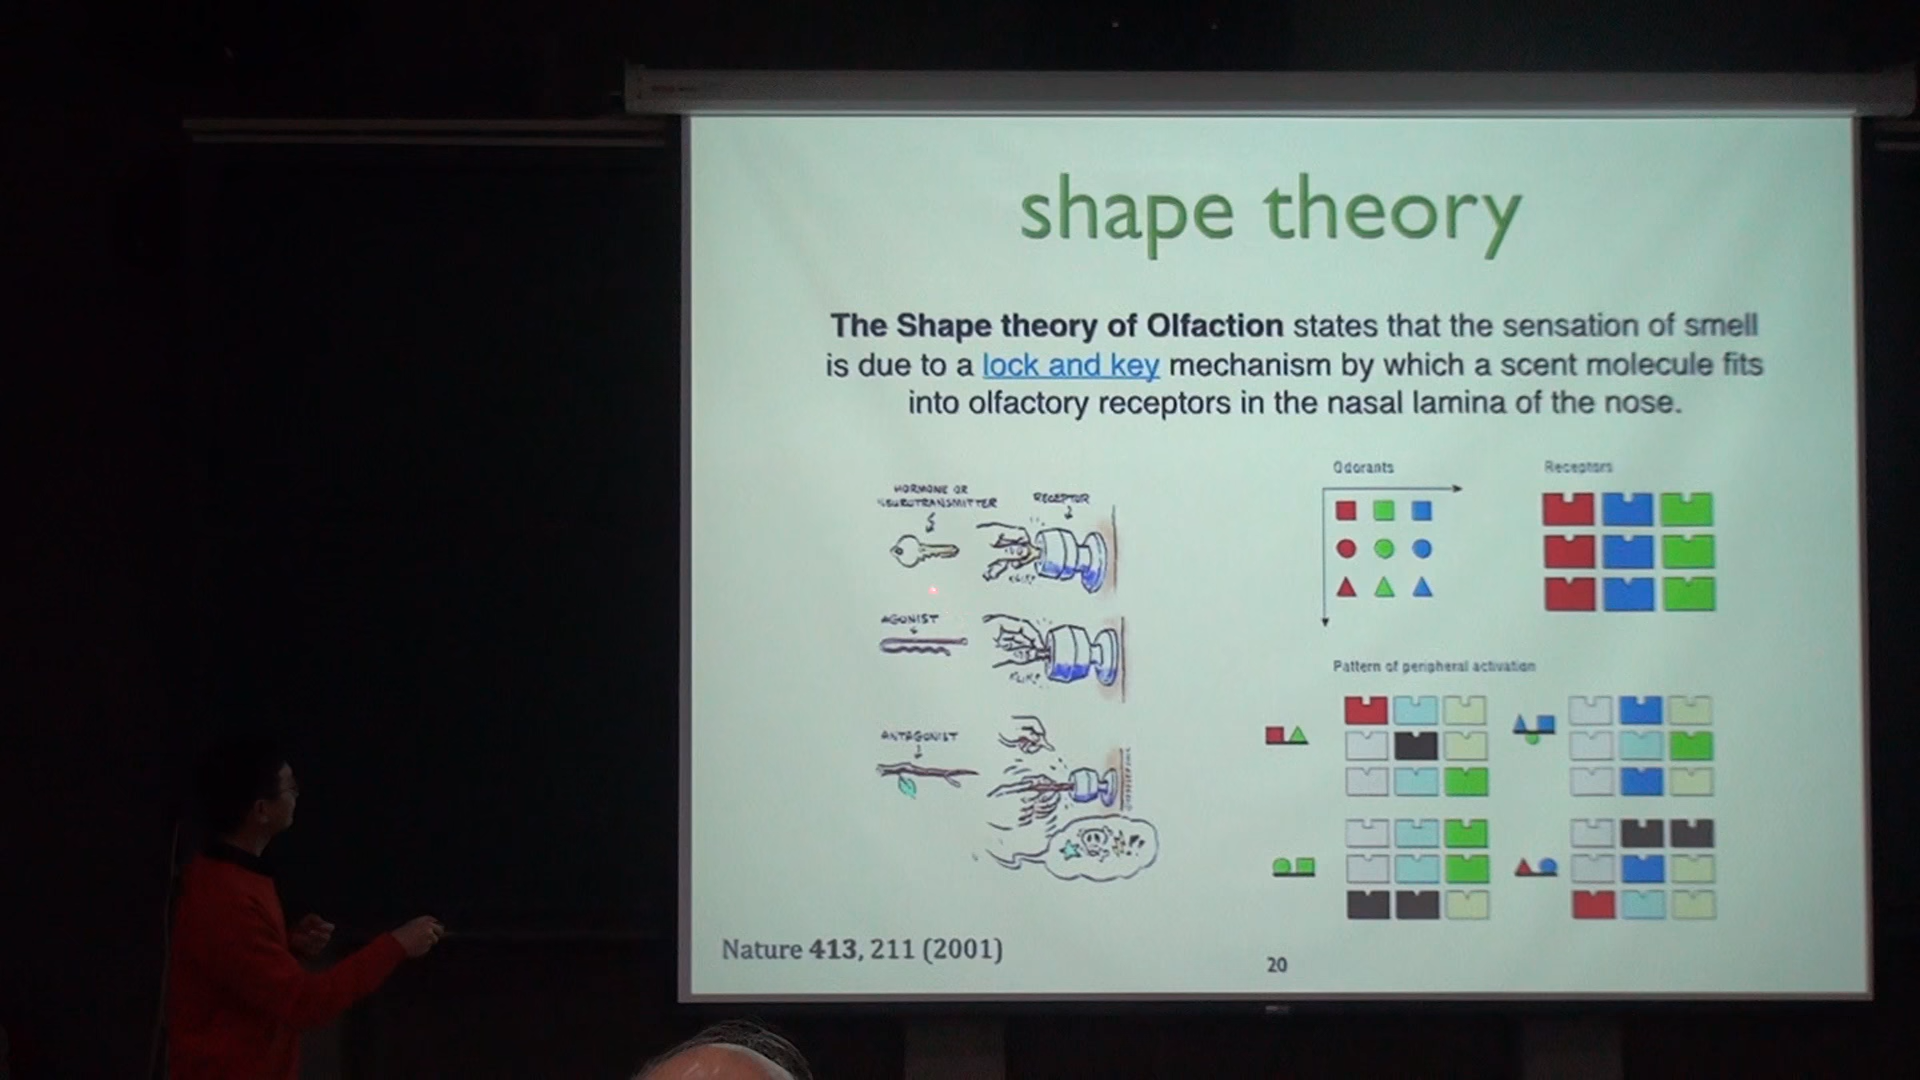 shape theory
The Shape theory of Olfaction states that the sensation of smell
is due to a lock and key mechanism by which a scent molecule fits
into olfactory receptors in the nasal lamina of the nose.
HORMONE OR
NEUROTRANSMITTER
RECEPTOR
AGONIST
ANTAGONIST
Odorants
Receptors
Pattern of peripheral activation
Nature 413, 211 (2001)
20